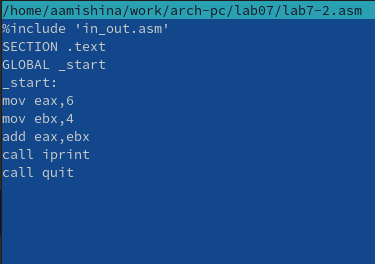 /home/aamishina/work/arch-pc/lab07/lab7-2.asm
%include 'in_out.asm'
SECTION .text
GLOBAL _start
_start:
mov eax,6
mov ebx,4
add eax,ebx
call iprint
call quit